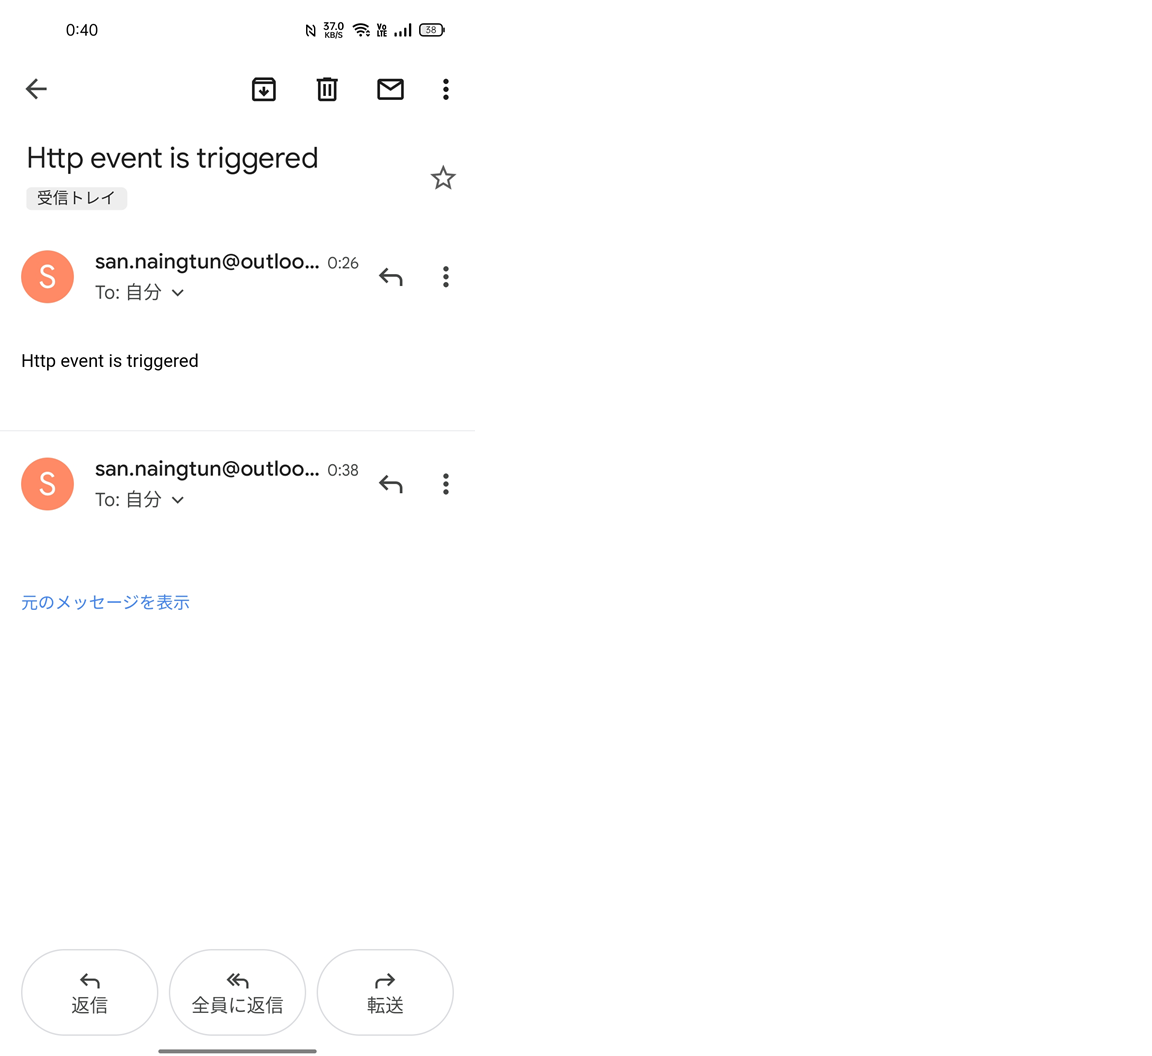 0:40
37.0
KB/S
Vo
LTE
38
Http event is triggered
受信トレイ
S
san.naingtun@outloo... 0:26
To: 自分
Http event is triggered
S
san.naingtun@outloo... 0:38
To: 自分
元のメッセージを表示
返信
全員に返信
転送